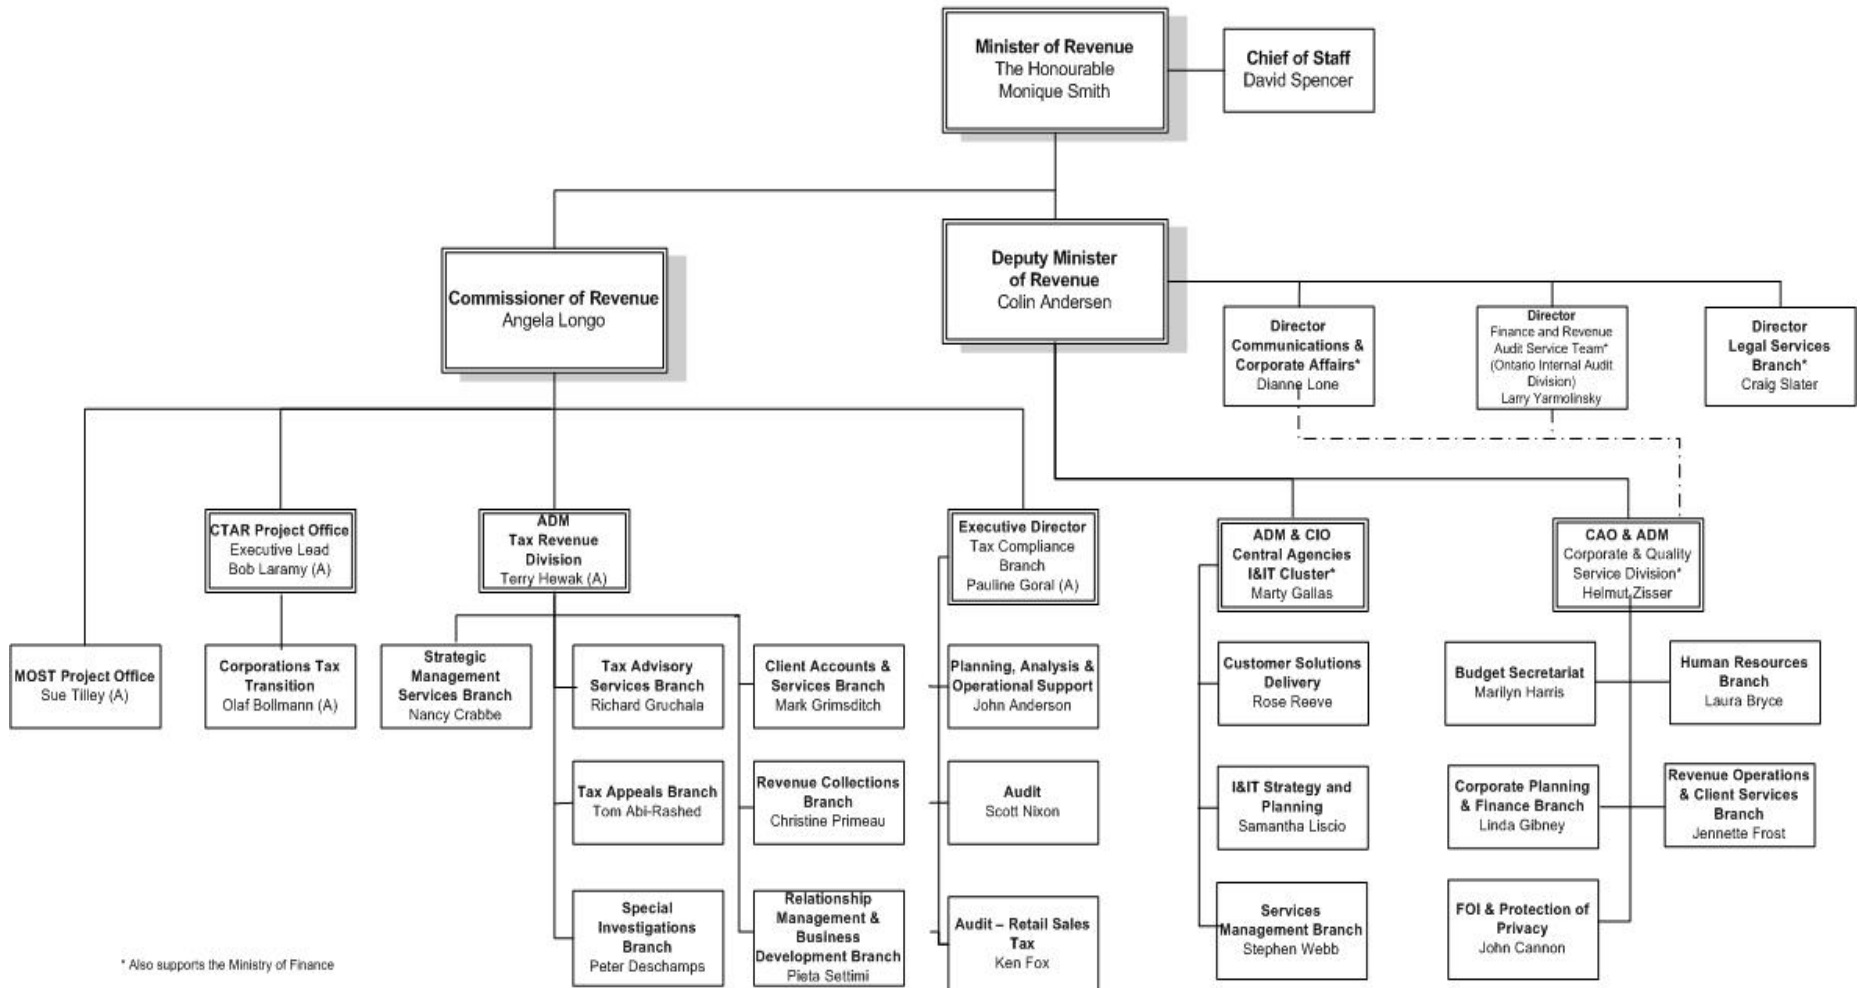 Minister of Revenue
The Honourable
Monique Smith
Chief of Staff
David Spencer
Commissioner of Revenue
Angela Longo
Deputy Minister
of Revenue
Colin Andersen
Director
Communications &
Corporate Affairs*
Dianne Lone
Director
Finance and Revenue
Audit Service Team*
(Ontario Internal Audit
Division)
Larry Yarmolinsky
Director
Legal Services
Branch*
Craig Slater
CTAR Project Office
Executive Lead
Bob Laramy (A)
ADM
Tax Revenue
Division
Terry Hewak (A)
Executive Director
Tax Compliance
Branch
Pauline Goral (A)
ADM & CIO
Central Agencies
I&IT Cluster*
Marty Gallas
CAO & ADM
Corporate & Quality
Service Division*
Helmut Zisser
MOST Project Office
Sue Tilley (A)
Corporations Tax
Transition
Olaf Bollmann (A)
Strategic
Management
Services Branch
Nancy Crabbe
Tax Advisory
Services Branch
Richard Gruchala
Client Accounts &
Services Branch
Mark Grimsditch
Planning, Analysis &
Operational Support
John Anderson
Customer Solutions
Delivery
Rose Reeve
Budget Secretariat
Marilyn Harris
Human Resources
Branch
Laura Bryce
Tax Appeals Branch
Tom Abi-Rashed
Revenue Collections
Branch
Christine Primeau
Audit
Scott Nixon
I&IT Strategy and
Planning
Samantha Liscio
Corporate Planning
& Finance Branch
Linda Gibney
Revenue Operations
& Client Services
Branch
Jennette Frost
Special
Investigations
Branch
Peter Deschamps
Relationship
Management &
Business
Development Branch
Pieta Settimi
Audit – Retail Sales
Tax
Ken Fox
Services
Management Branch
Stephen Webb
FOI & Protection of
Privacy
John Cannon
* Also supports the Ministry of Finance